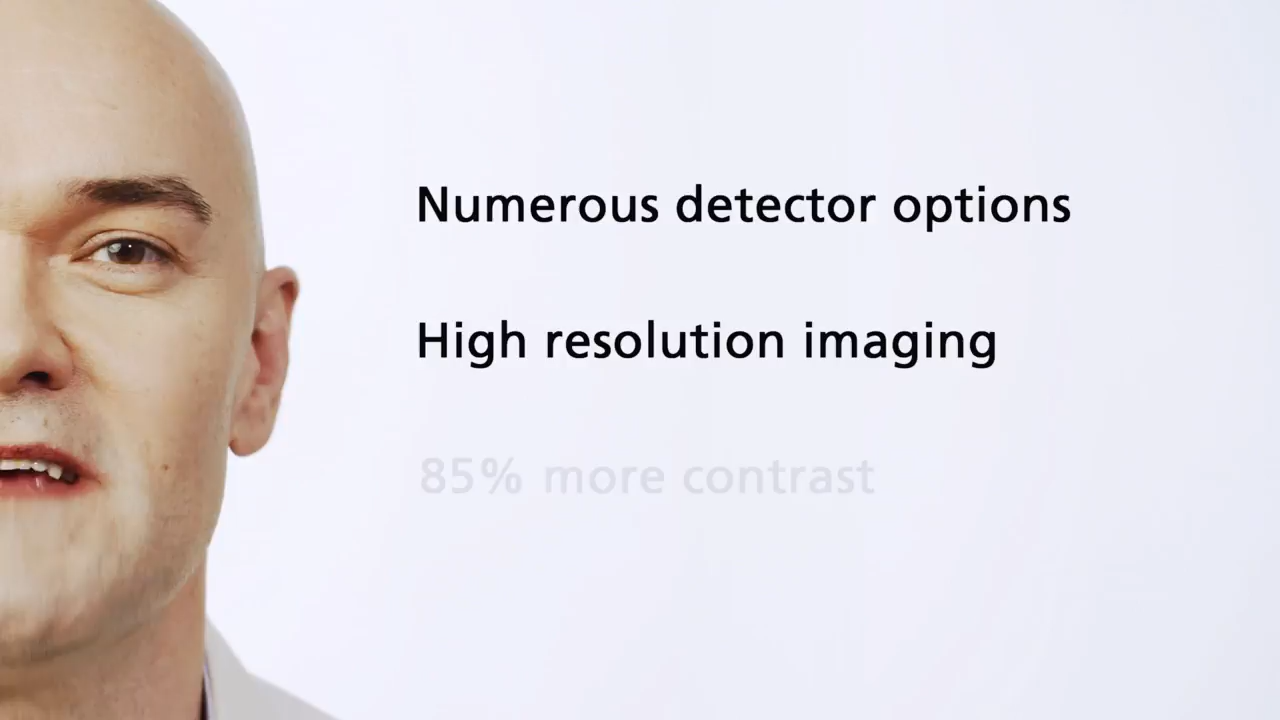 Numerous detector options
High resolution imaging
85% more contrast